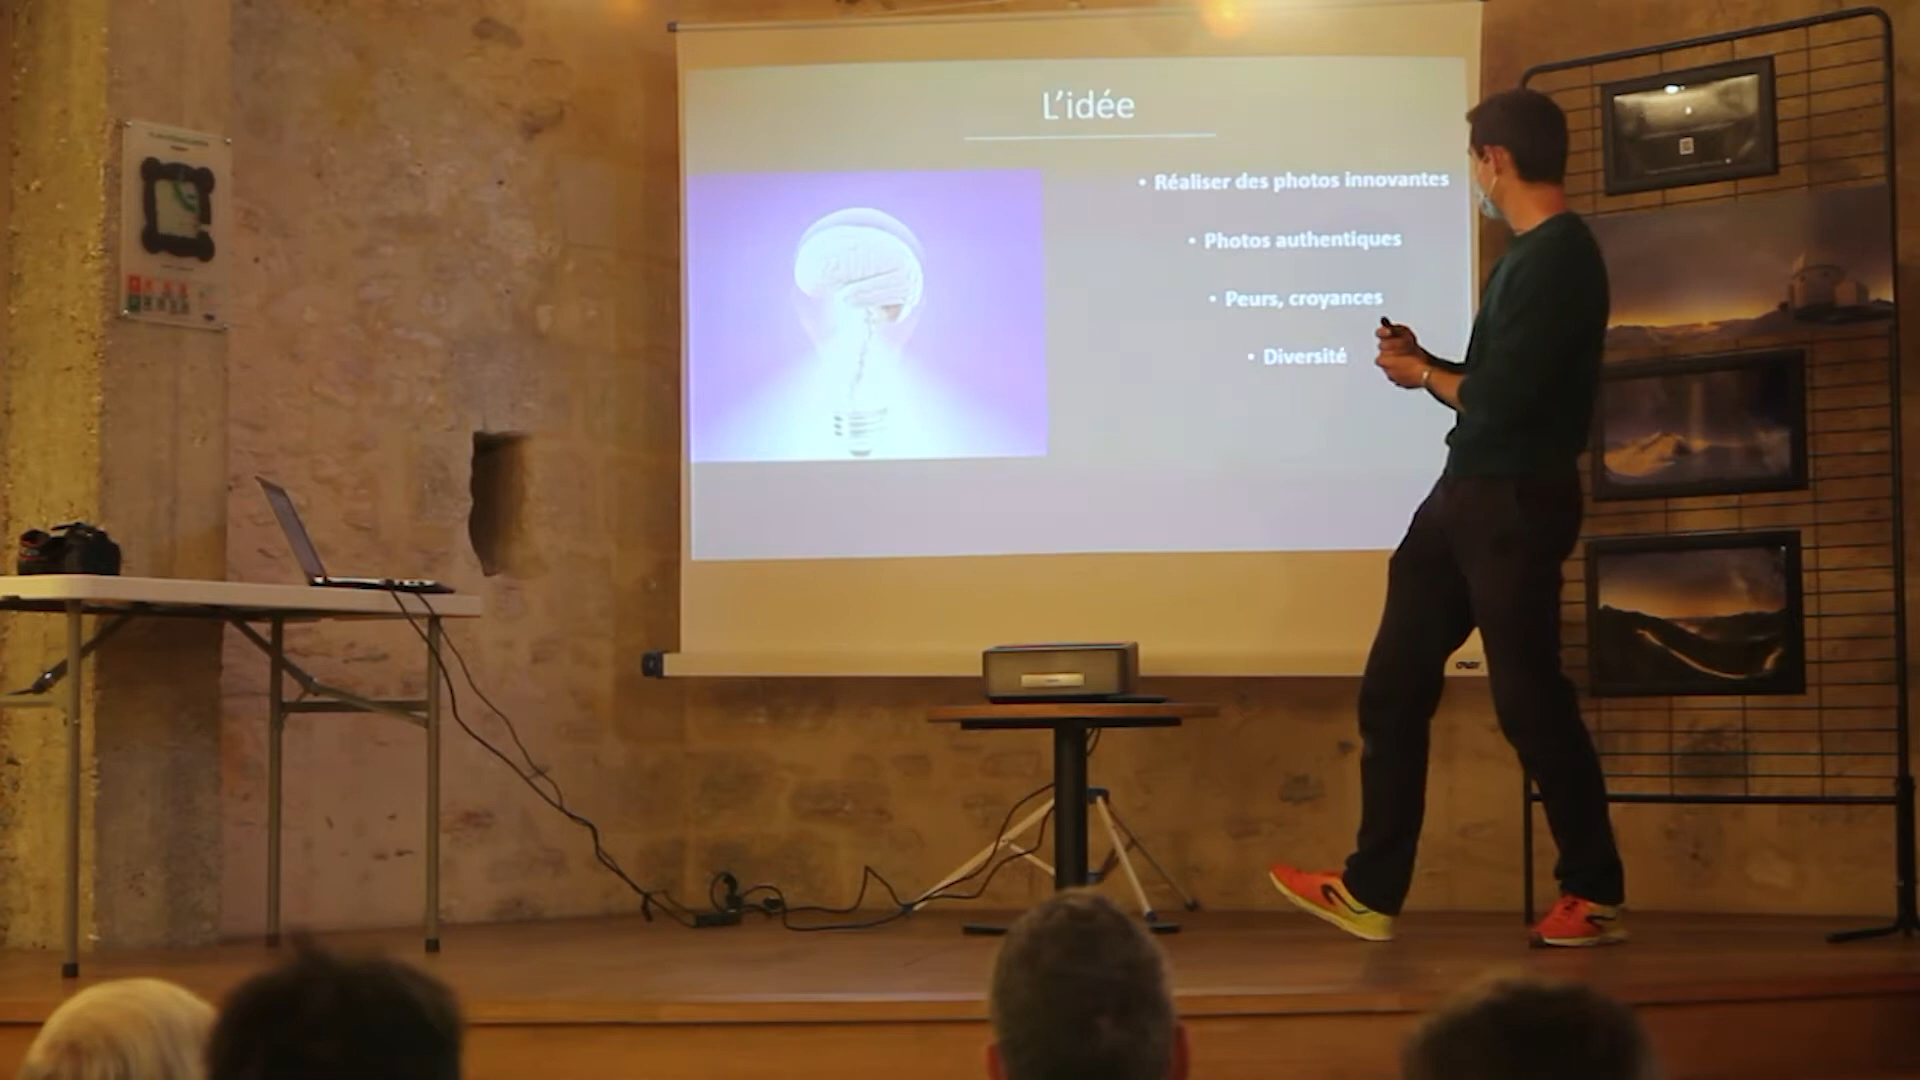 L'idée
• Réaliser des photos innovantes
• Photos authentiques
• Peurs, croyances
• Diversité